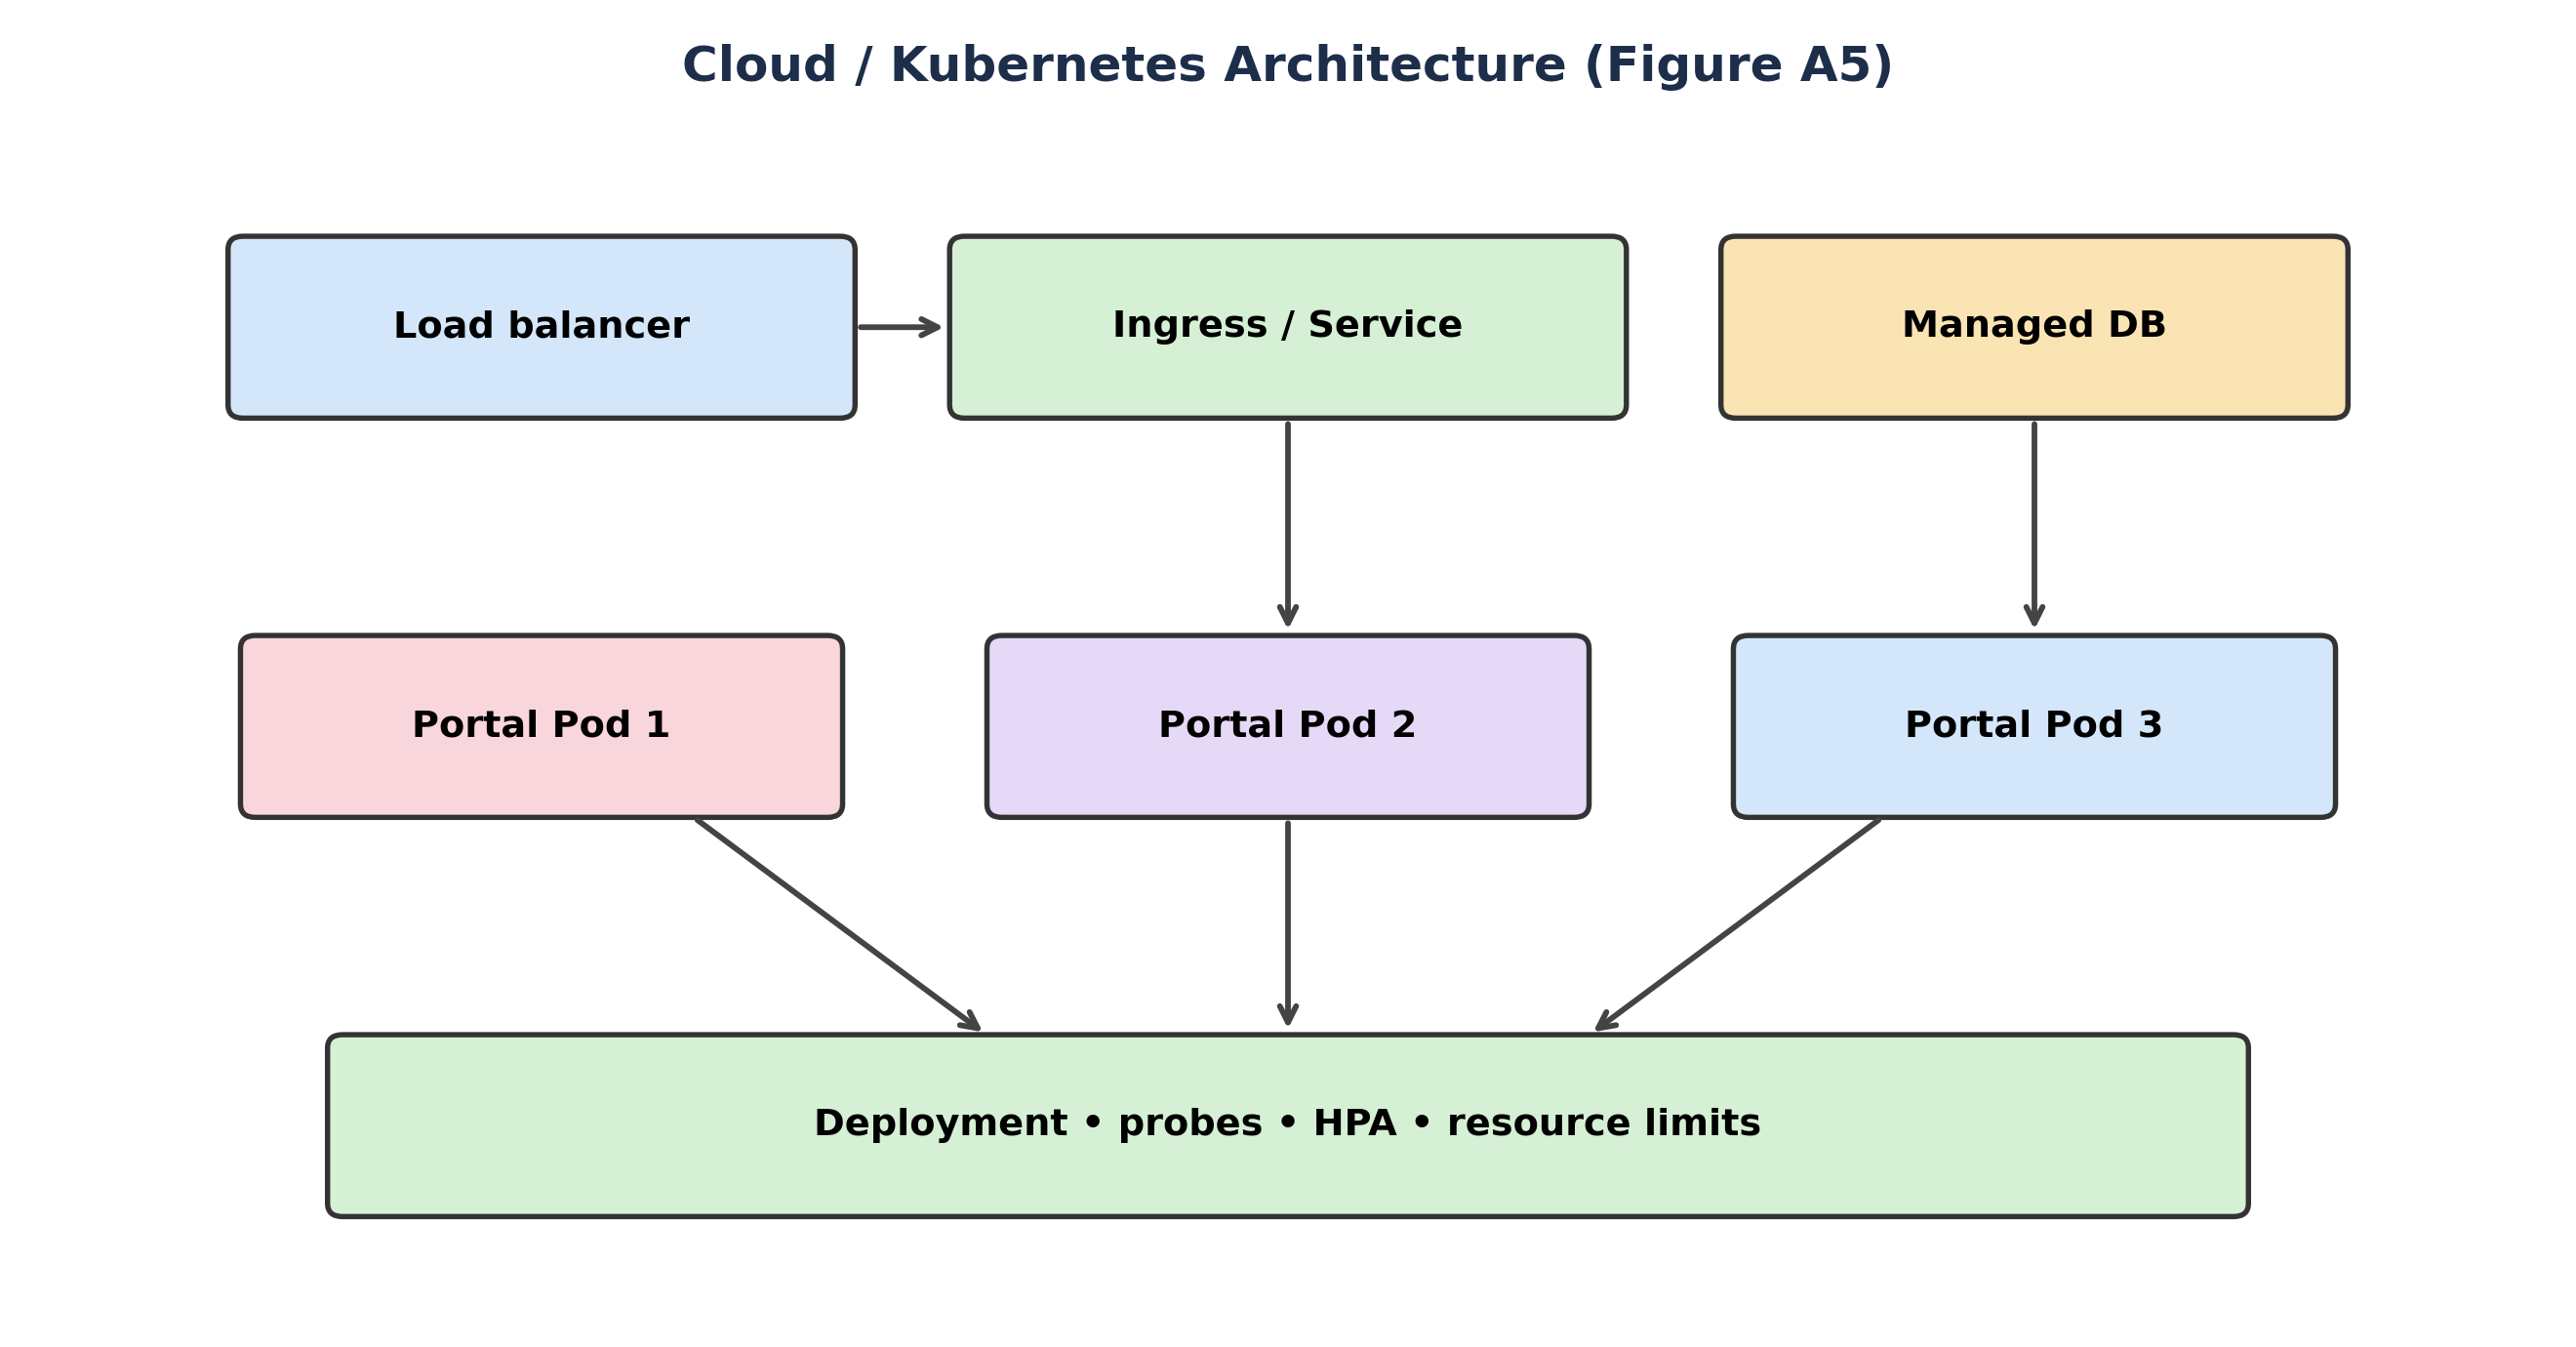 Cloud / Kubernetes Architecture (Figure A5)
Load balancer
Ingress / Service
Managed DB
Portal Pod 1
Portal Pod 2
Portal Pod 3
Deployment • probes • HPA • resource limits